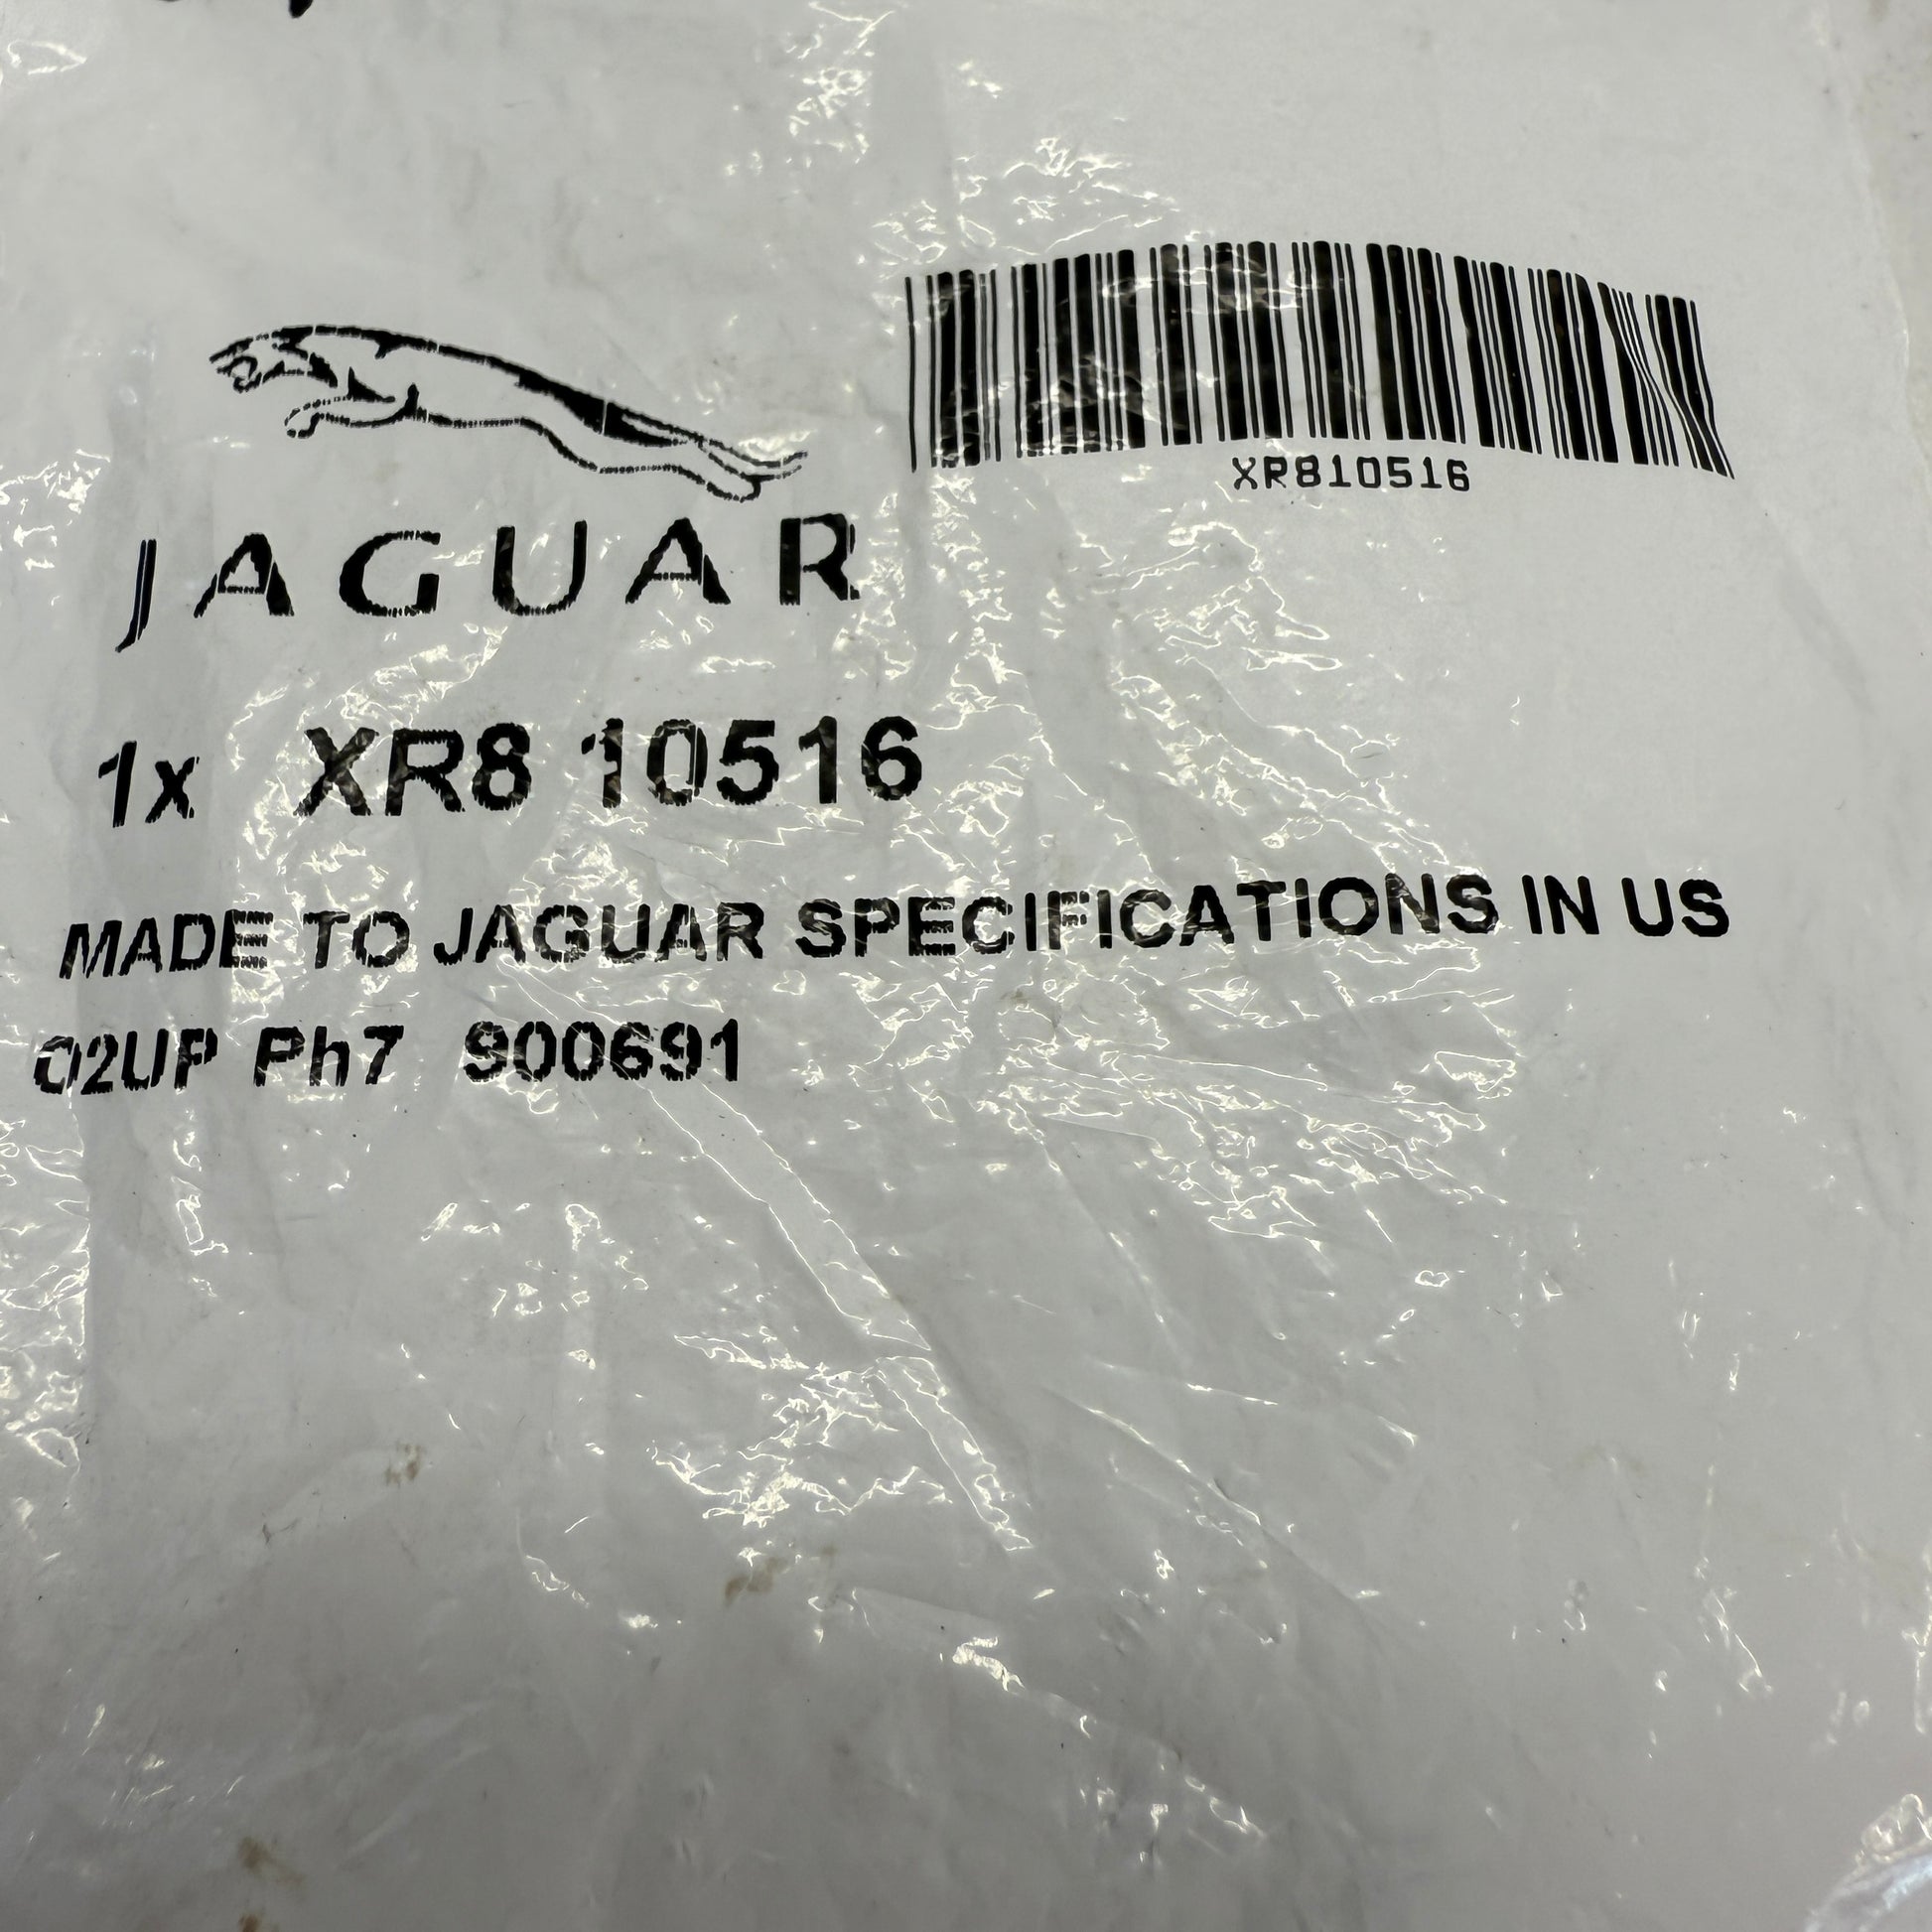 XR810516
JAGUAR
1x XR8 10516
MADE TO JAGUAR SPECIFICATIONS IN US
02UP Ph7 900691